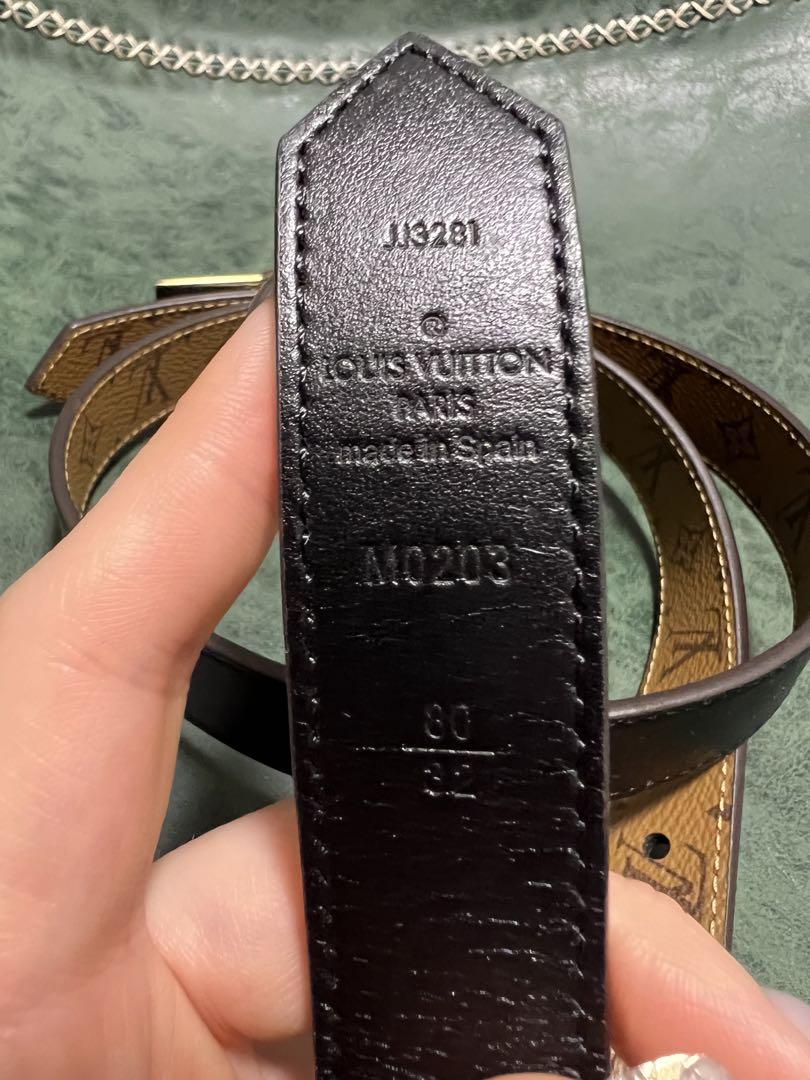 JJ3281
LOUIS VUITTON
PARIS
made in Spain
M0203
80
32